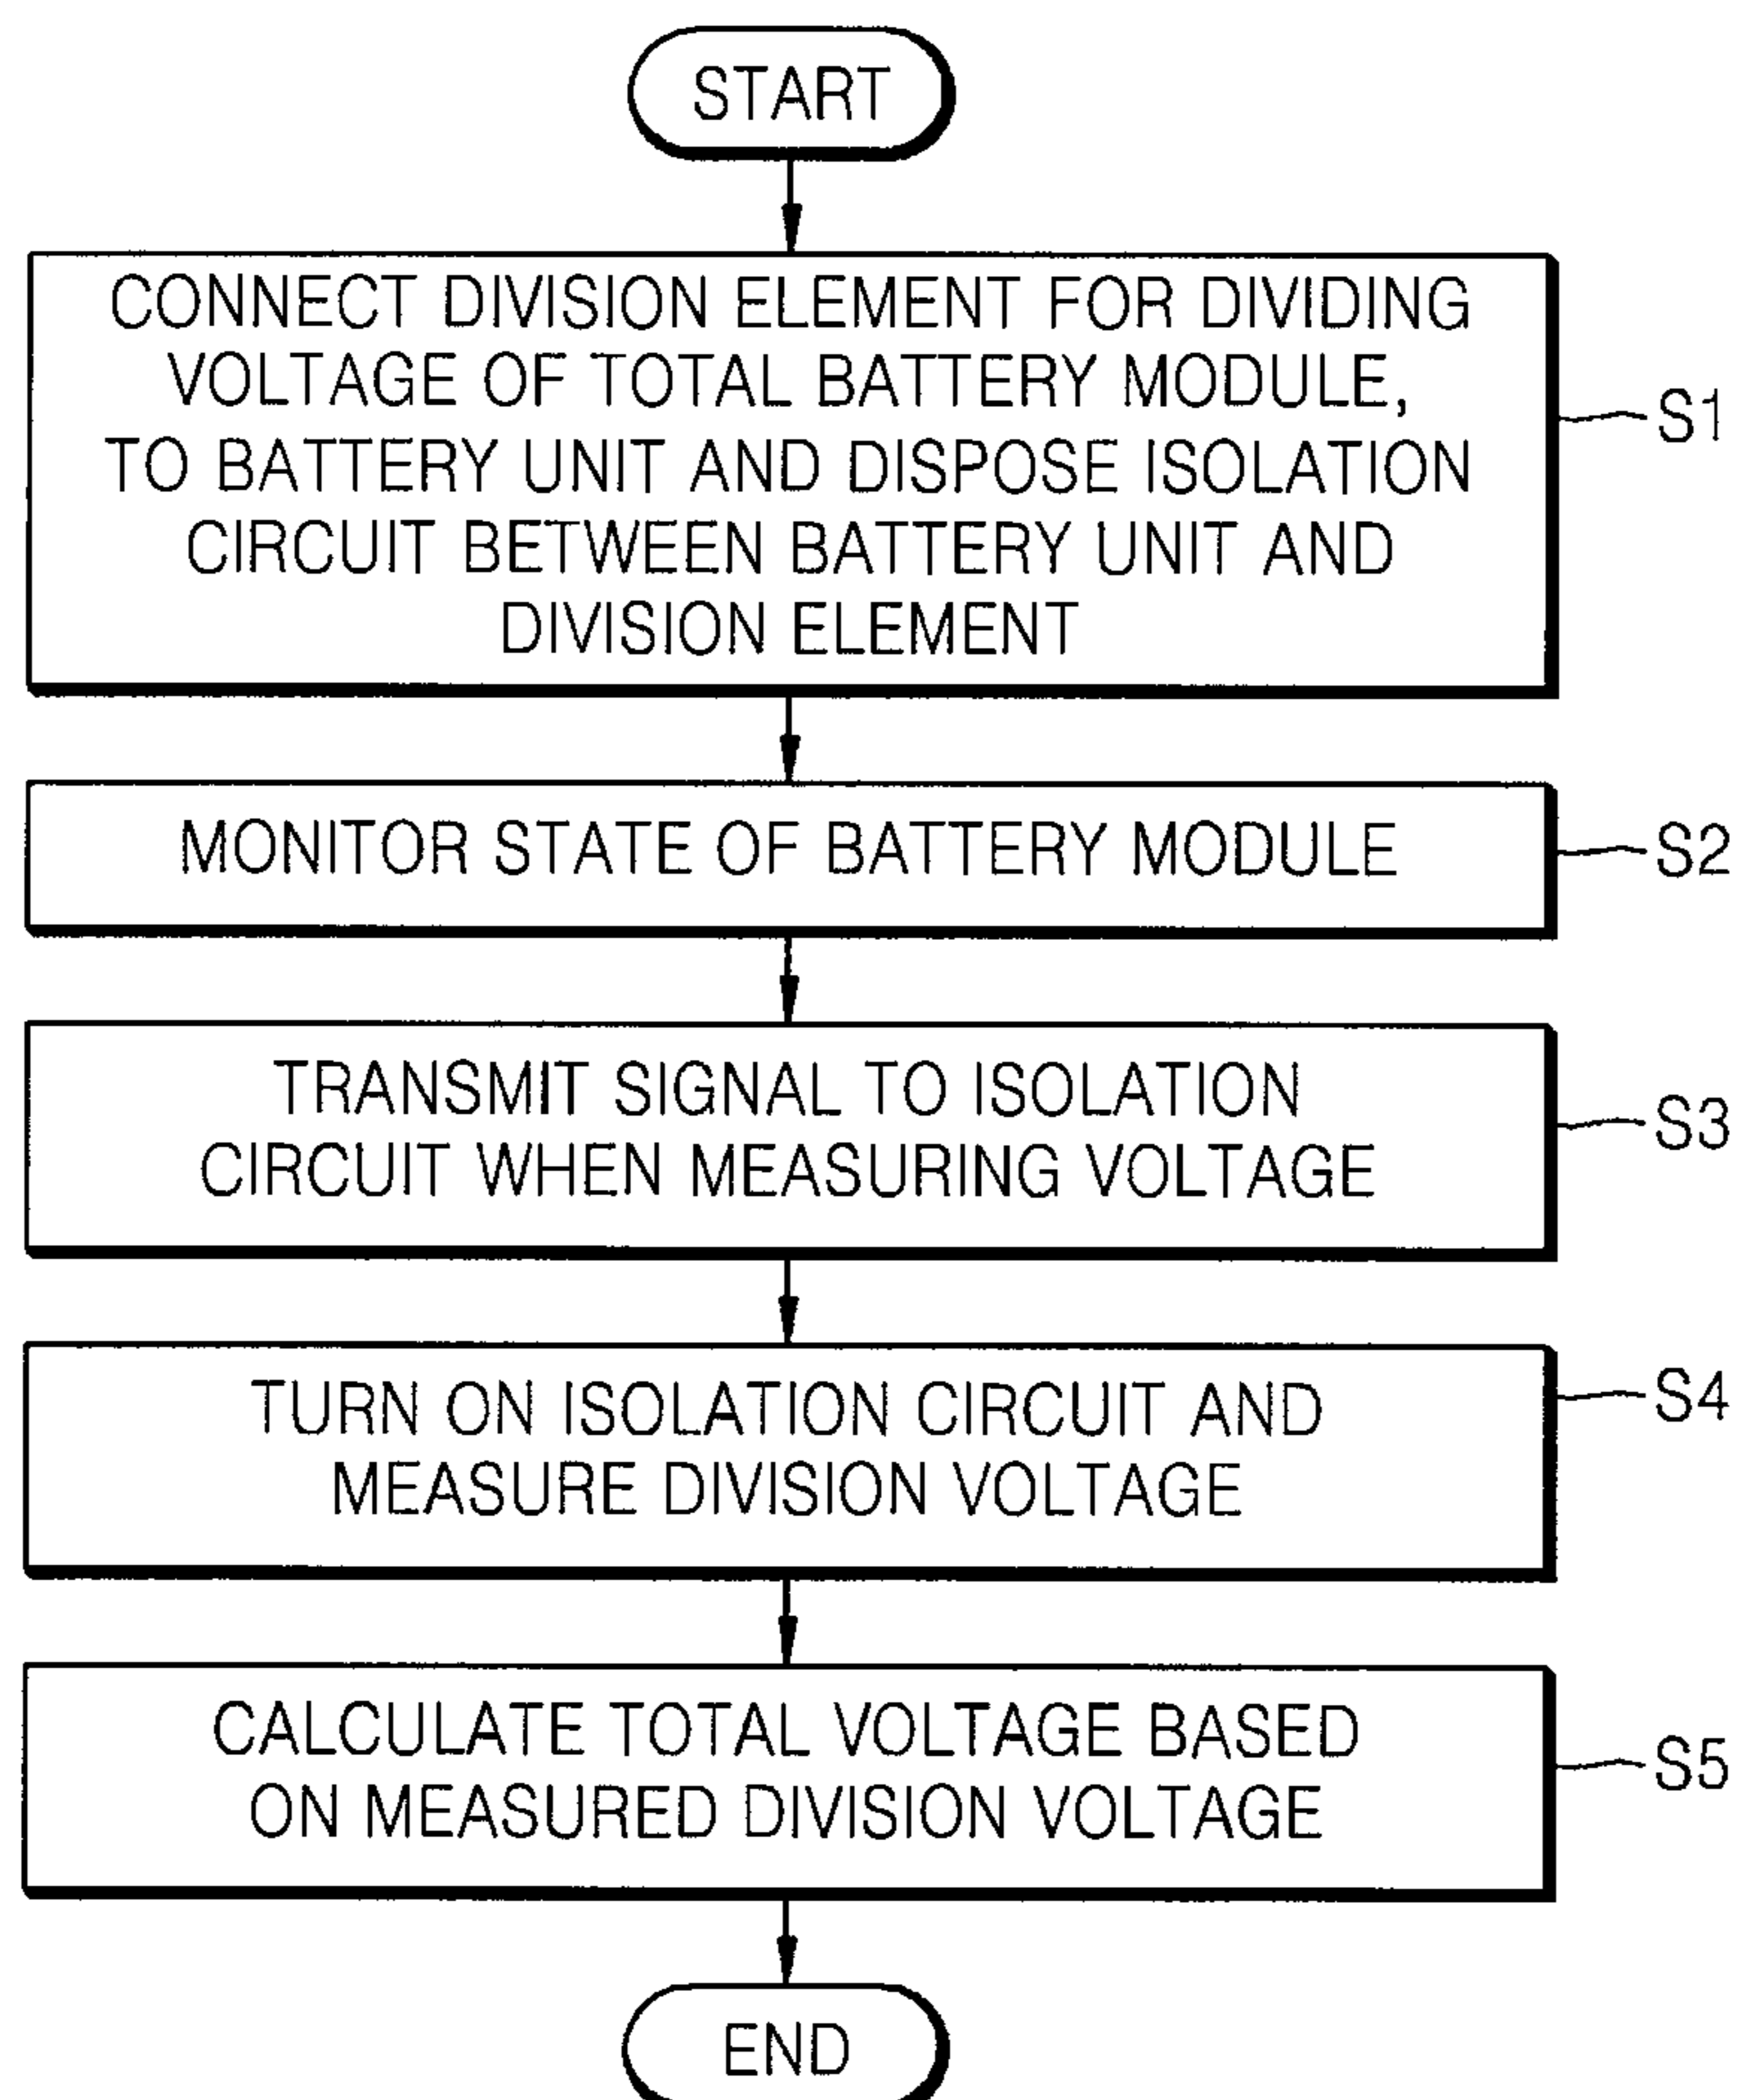 START
CONNECT DIVISION ELEMENT FOR DIVIDING
VOLTAGE OF TOTAL BATTERY MODULE,
TO BATTERY UNIT AND DISPOSE ISOLATION
CIRCUIT BETWEEN BATTERY UNIT AND
DIVISION ELEMENT
S1
MONITOR STATE OF BATTERY MODULE
S2
TRANSMIT SIGNAL TO ISOLATION
CIRCUIT WHEN MEASURING VOLTAGE
S3
TURN ON ISOLATION CIRCUIT AND
MEASURE DIVISION VOLTAGE
S4
CALCULATE TOTAL VOLTAGE BASED
ON MEASURED DIVISION VOLTAGE
S5
END